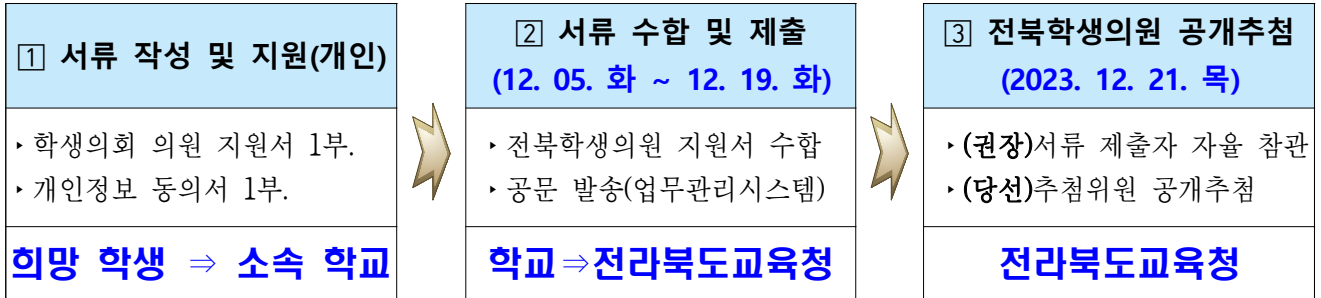 1 서류 작성 및 지원(개인)
‣학생의회 의원 지원서 1부.
‣개인정보 동의서 1부.
희망 학생 ⇒ 소속 학교
2 서류 수합 및 제출
(12. 05. 화 ~ 12. 19. 화)
‣전북학생의원 지원서 수합
‣공문 발송(업무관리시스템)
학교⇒전라북도교육청
3 전북학생의원 공개추첨
(2023. 12. 21. 목)
‣(권장)서류 제출자 자율 참관
‣(당선)추첨위원 공개추첨
전라북도교육청